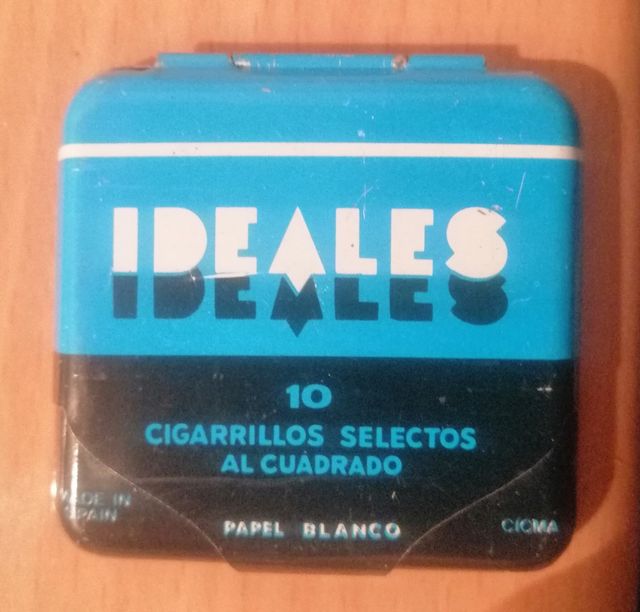 IDEALES
IDEALES
10
CIGARRILLOS SELECTOS
AL CUADRADO
MADE IN
SPAIN
PAPEL BLANCO
CICMA